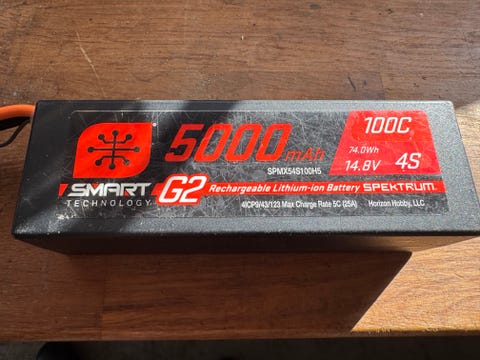 5000mAh
100C
SPMX54S100H5
74.0Wh
14.8V 4S
SMART
TECHNOLOGY
G2 Rechargeable Lithium-ion Battery SPEKTRUM
4ICP9/43/123 Max Charge Rate 5C (25A) Horizon Hobby, LLC